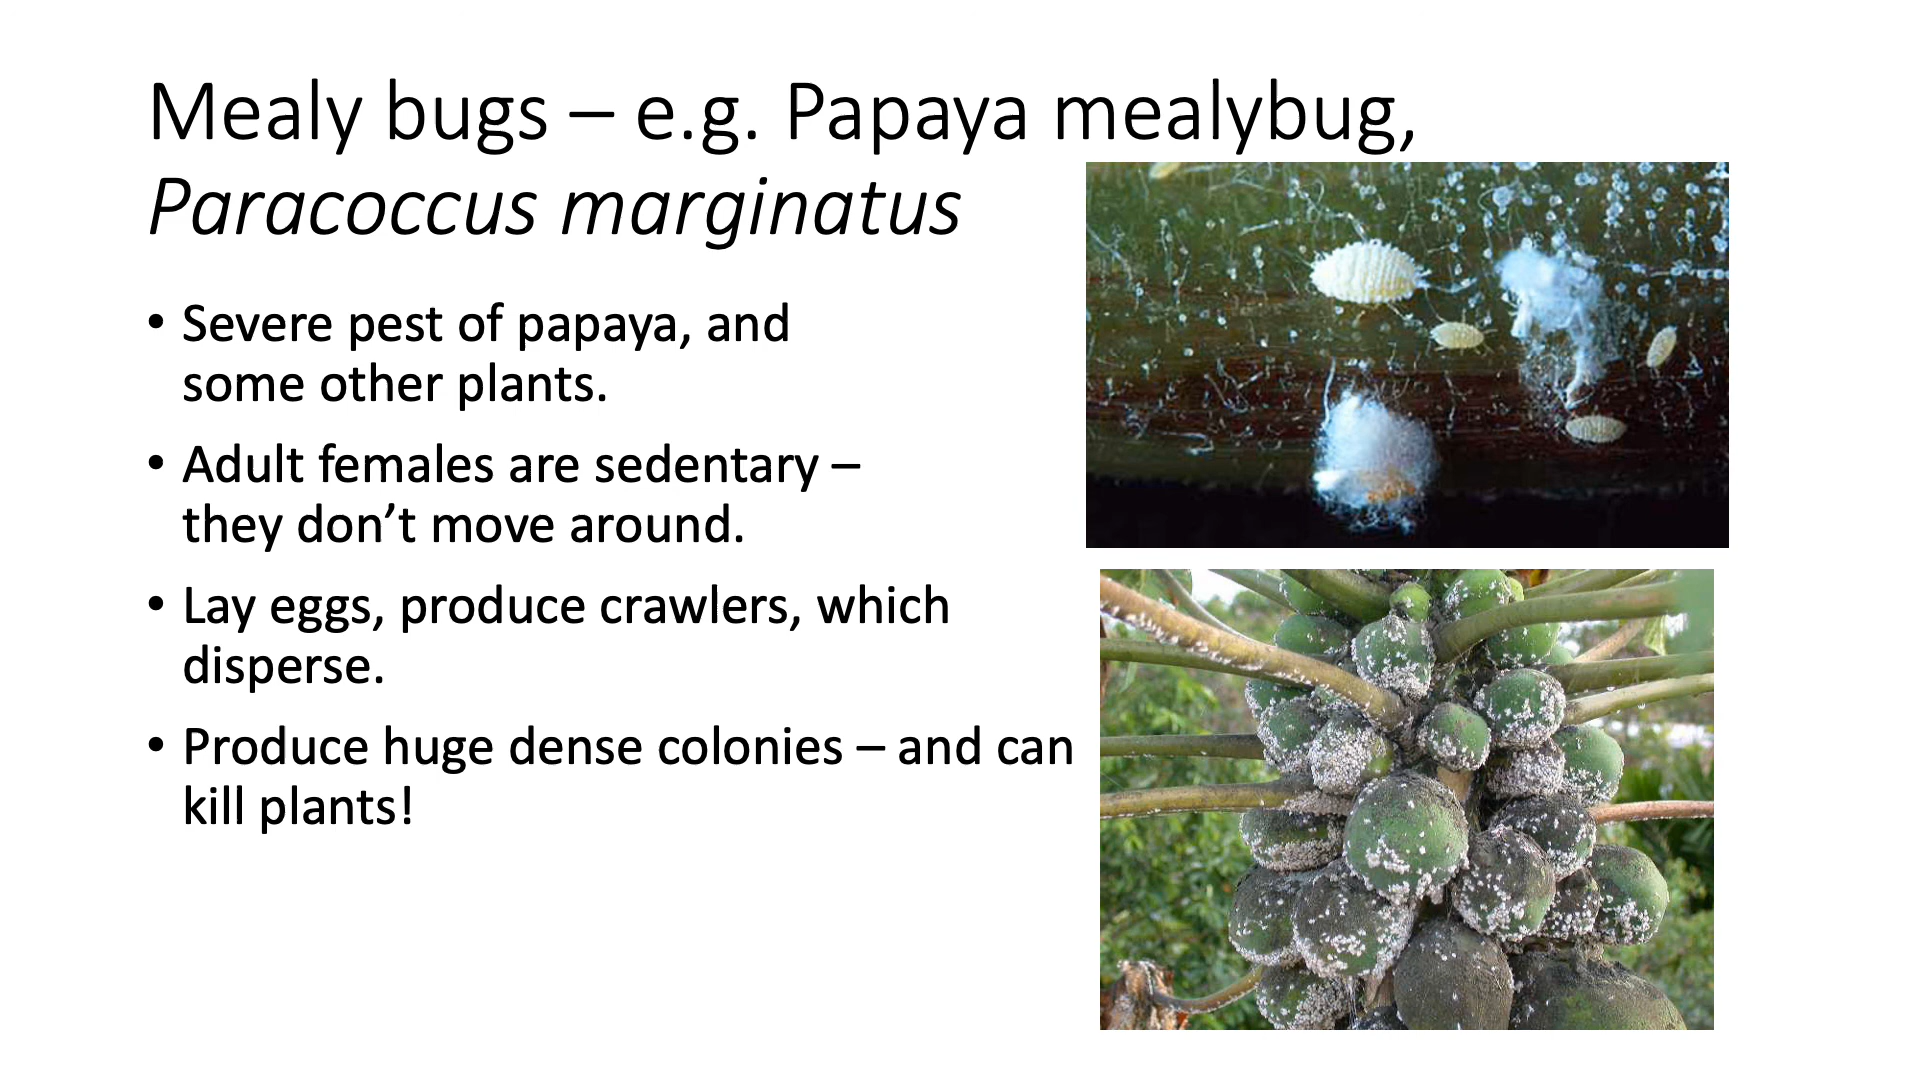 Mealy bugs – e.g. Papaya mealybug,
Paracoccus marginatus
• Severe pest of papaya, and
some other plants.
• Adult females are sedentary –
they don’t move around.
• Lay eggs, produce crawlers, which
disperse.
• Produce huge dense colonies – and can
kill plants!